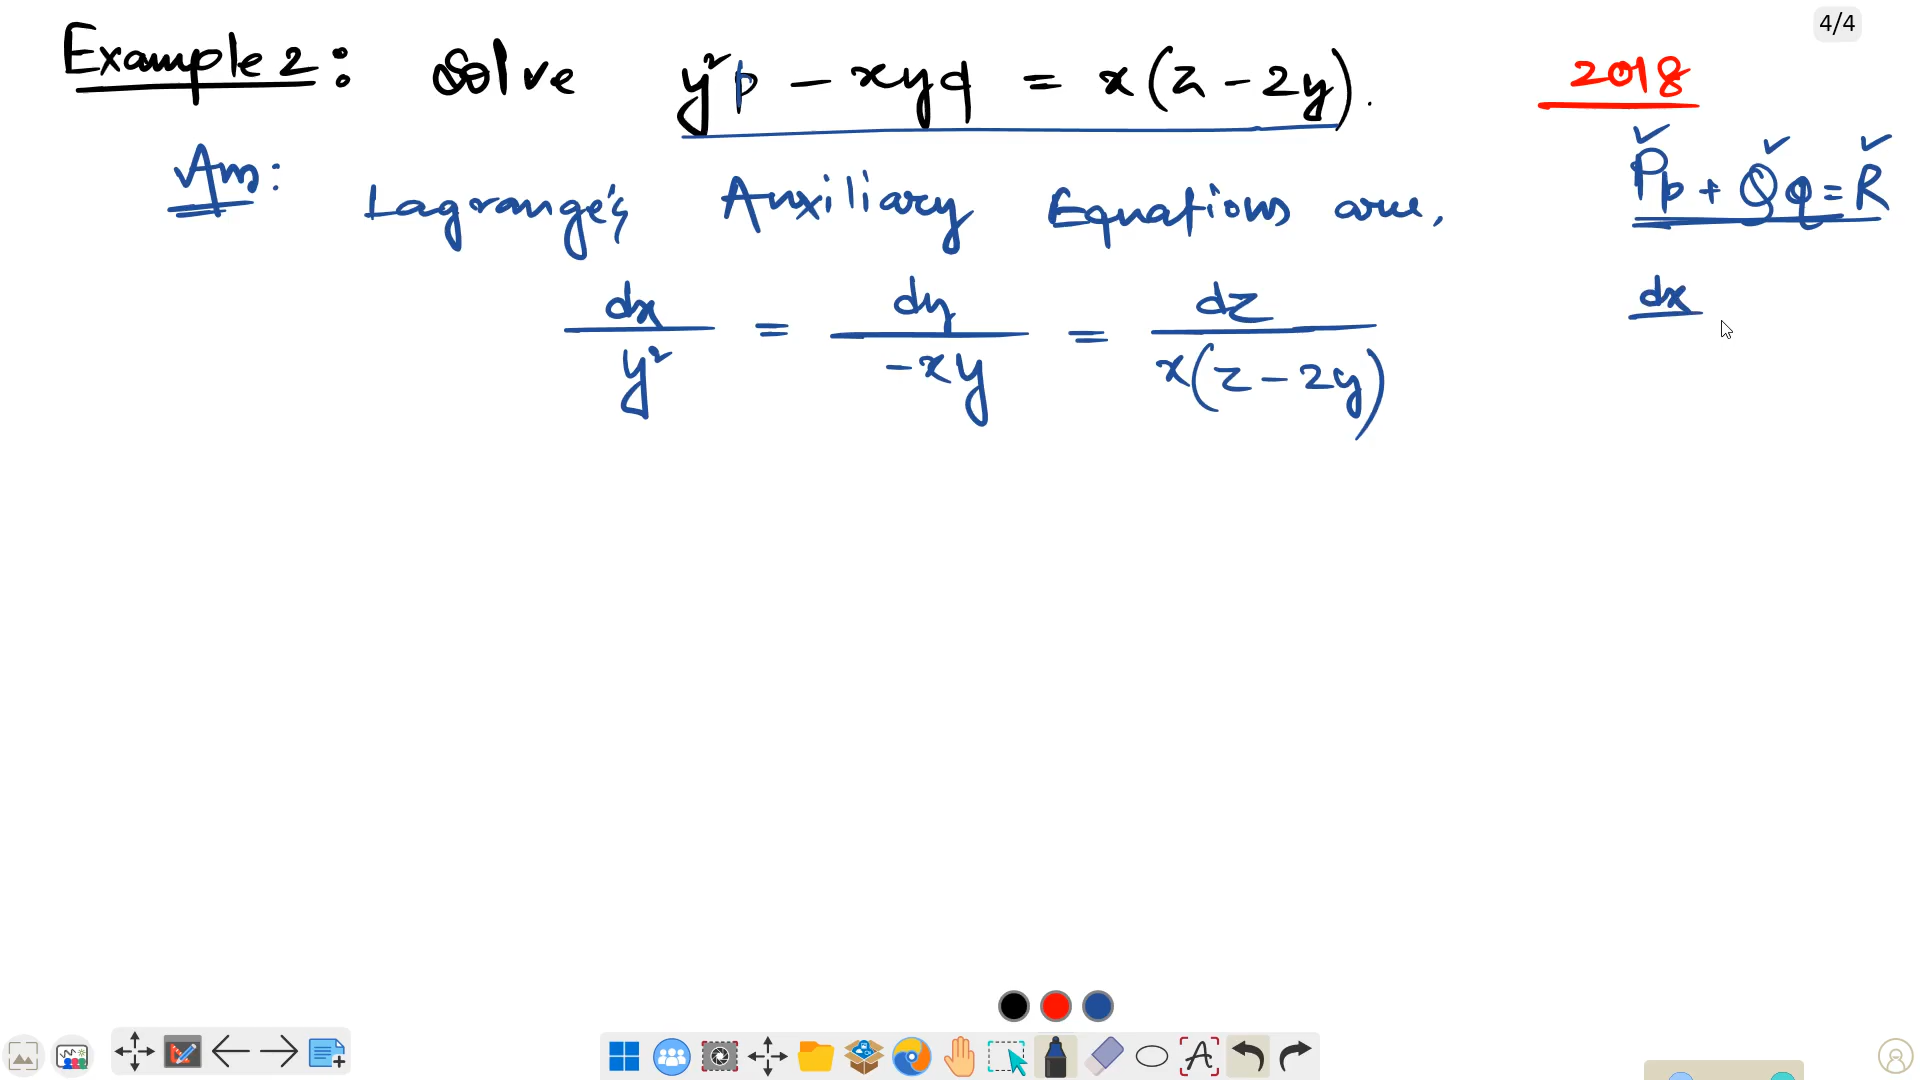 4/4
Example 2: Solve y²p - xyq = x(z - 2y). 2018
Ans: Lagrange's Auxiliary Equations are, Pp + Qq = R
dx/y² = dy/-xy = dz/x(z - 2y) dx